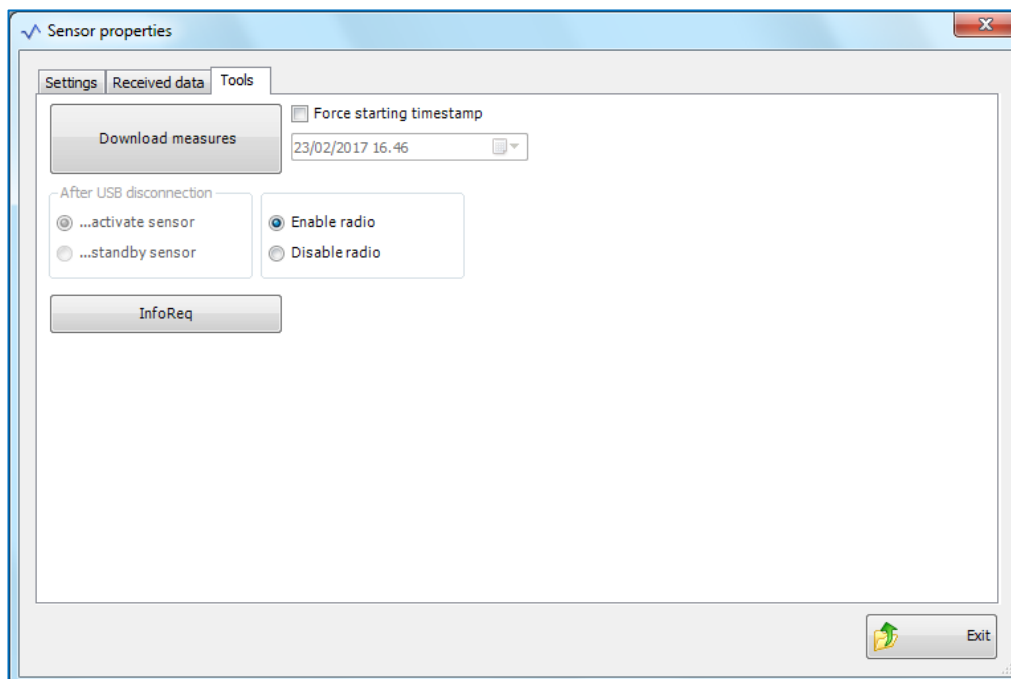 Sensor properties
Settings Received data Tools
Download measures
Force starting timestamp
23/02/2017 16.46
After USB disconnection
...activate sensor
...standby sensor
Enable radio
Disable radio
InfoReq
Exit